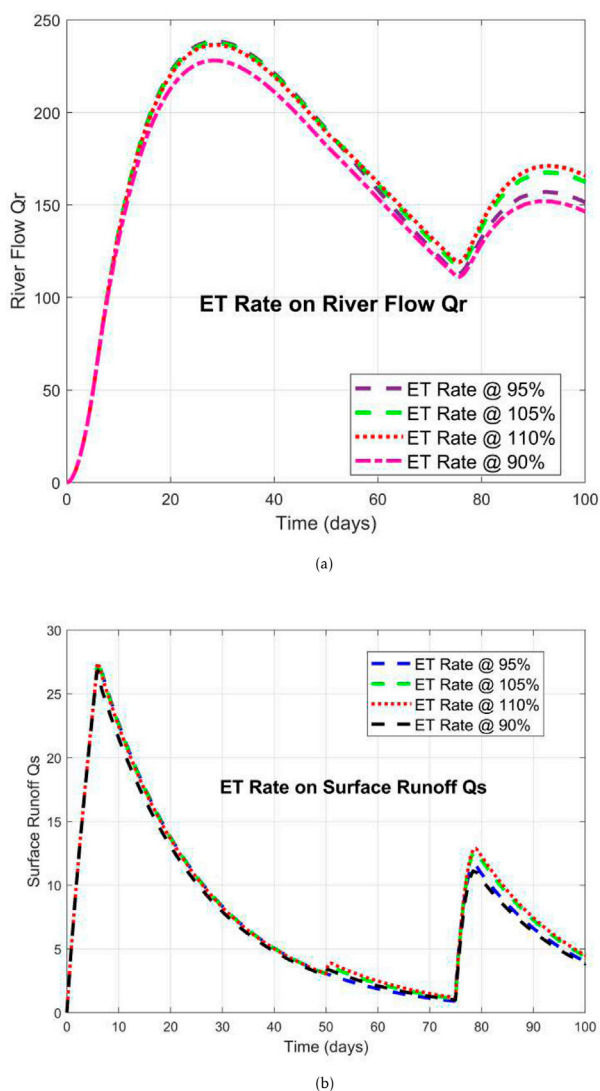 250
200
150
100
50
0
River Flow Qr
ET Rate on River Flow Qr
ET Rate @ 95%
ET Rate @ 105%
ET Rate @ 110%
ET Rate @ 90%
0 20 40 60 80 100
Time (days)
(a)
30
25
20
15
10
5
0
Surface Runoff Qs
ET Rate @ 95%
ET Rate @ 105%
ET Rate @ 110%
ET Rate @ 90%
ET Rate on Surface Runoff Qs
0 10 20 30 40 50 60 70 80 90 100
Time (days)
(b)